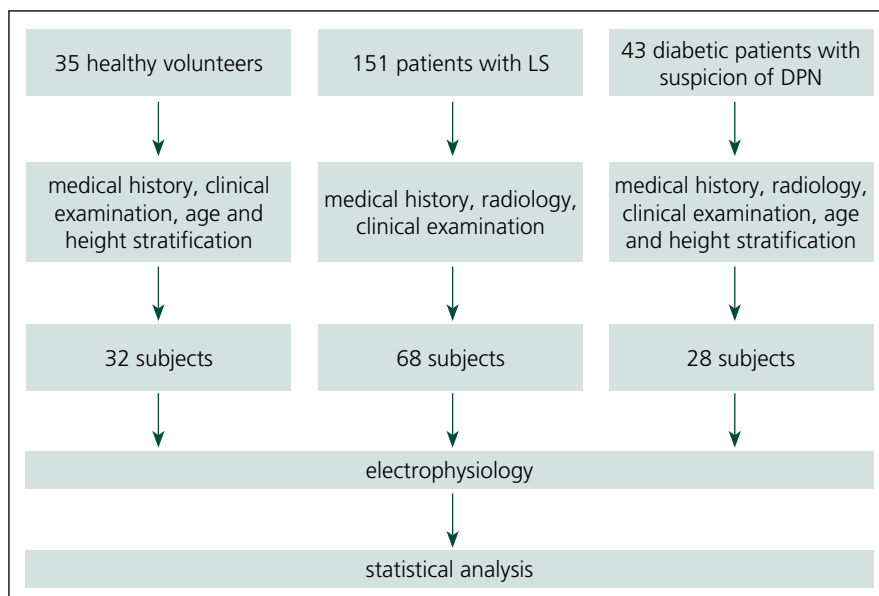 35 healthy volunteers
151 patients with LS
43 diabetic patients with
suspicion of DPN
medical history, clinical
examination, age and
height stratification
medical history, radiology,
clinical examination
medical history, radiology,
clinical examination, age
and height stratification
32 subjects
68 subjects
28 subjects
electrophysiology
statistical analysis